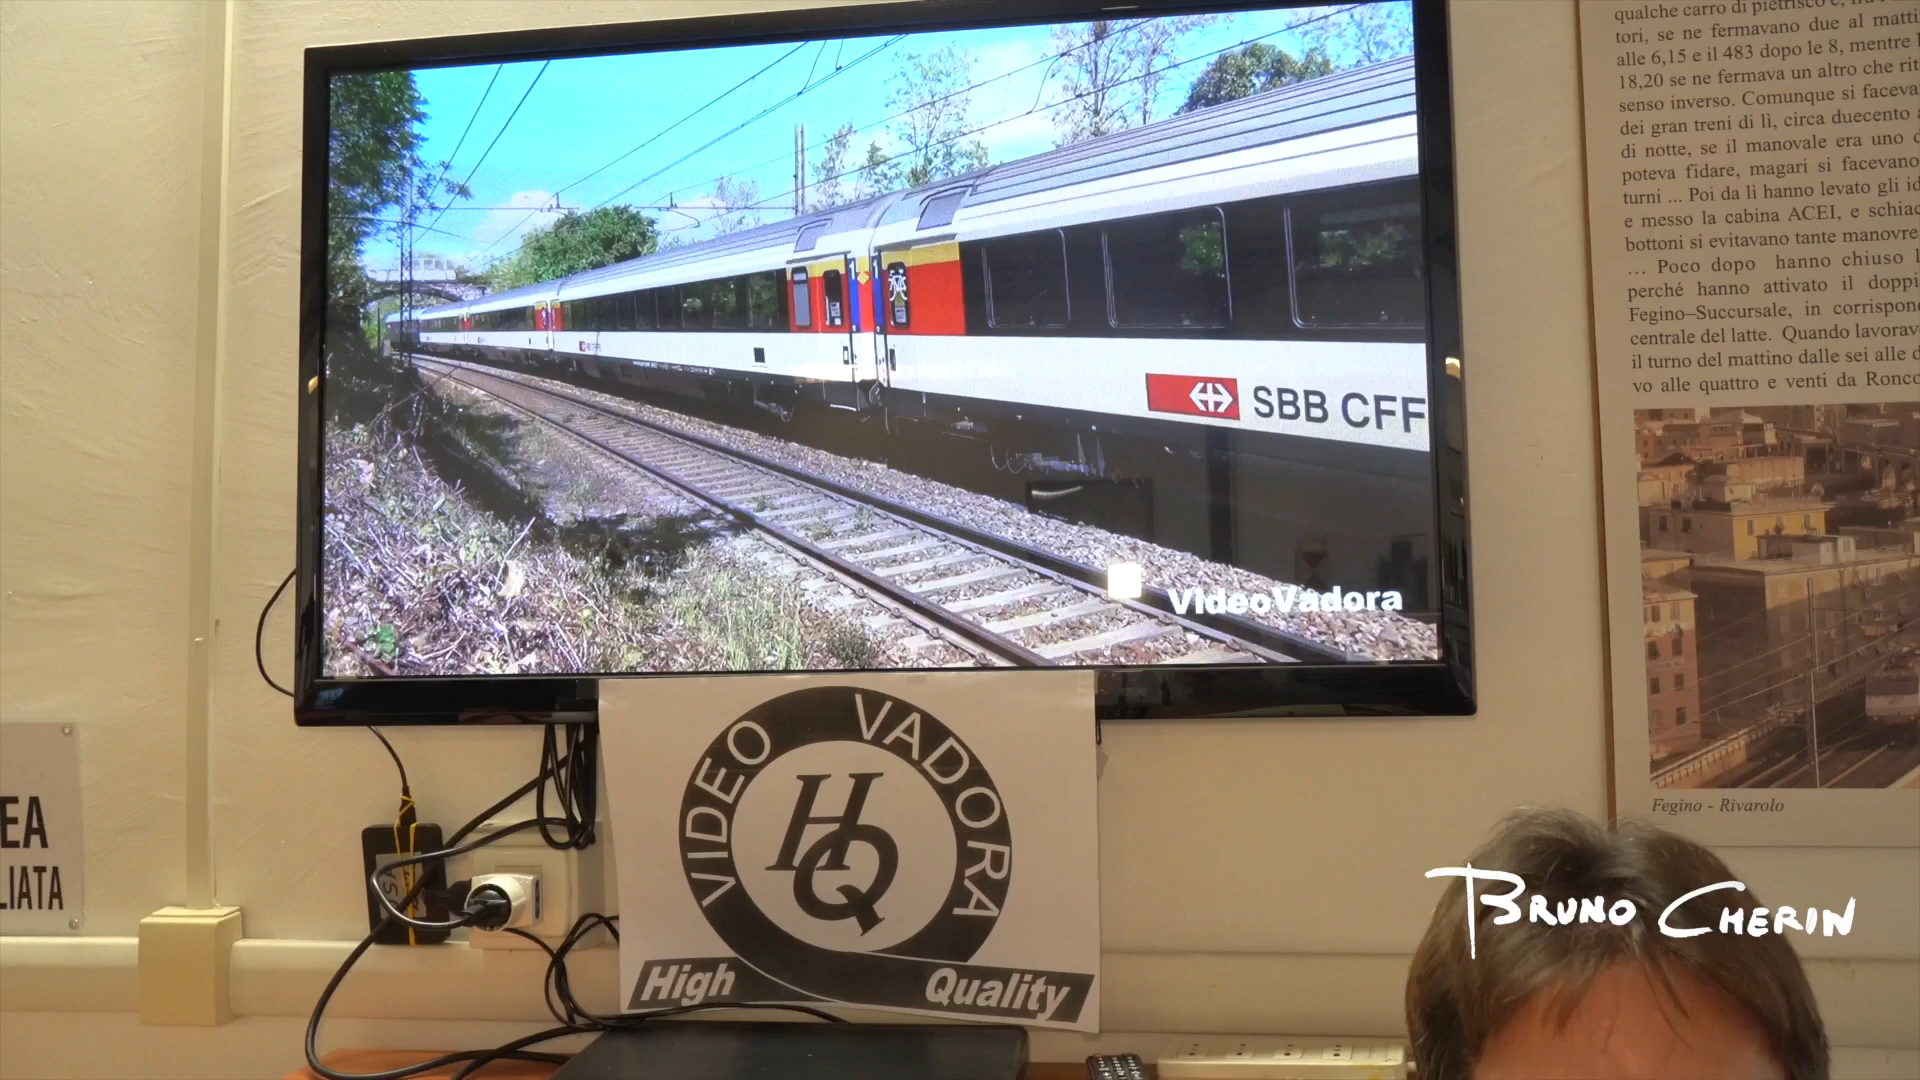 qualche carro di pietrisco e,
tori, se ne fermavano due al matti
alle 6,15 e il 483 dopo le 8, mentre
18,20 se ne fermava un altro che rit
senso inverso. Comunque si faceva
dei gran treni di lì, circa duecento
di notte, se il manovale era uno
poteva fidare, magari si facevano
turni ... Poi da lì hanno levato gli
e messo la cabina ACEI, e schiac
bottoni si evitavano tante manovre
... Poco dopo hanno chiuso
perché hanno attivato il doppi
Fegino–Succursale, in corrispon
centrale del latte. Quando lavorav
il turno del mattino dalle sei alle
vo alle quattro e venti da Ronco
Fegino - Rivarolo
1 1
SBB CFF
SBB CFF
VideoVadora
VIDEO VADORA
HQ
High Quality
EA
LIATA
SA
BRUNO CHERIN